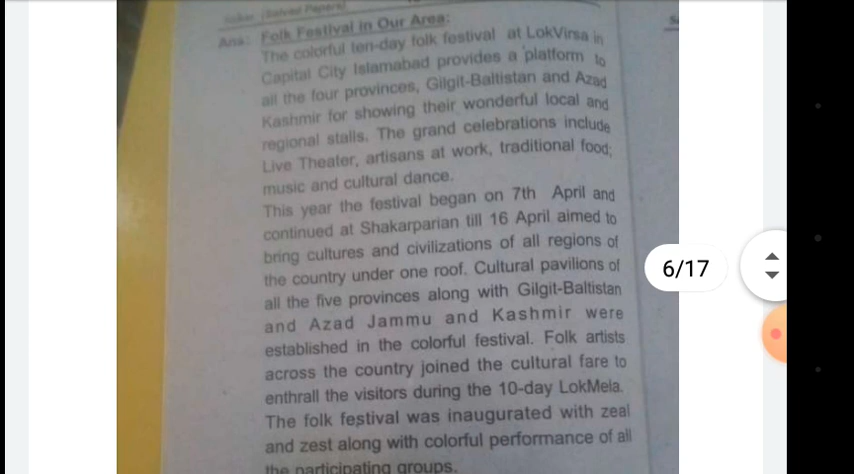 Solved Papers)
Ans: Folk Festival in Our Area:
The colorful ten-day folk festival at LokVirsa in
Capital City Islamabad provides a platform to
all the four provinces, Gilgit-Baltistan and Azad
Kashmir for showing their wonderful local and
regional stalls. The grand celebrations include
Live Theater, artisans at work, traditional food;
music and cultural dance.
This year the festival began on 7th April and
continued at Shakarparian till 16 April aimed to
bring cultures and civilizations of all regions of
the country under one roof. Cultural pavilions of
all the five provinces along with Gilgit-Baltistan
and Azad Jammu and Kashmir were
established in the colorful festival. Folk artists
across the country joined the cultural fare to
enthrall the visitors during the 10-day LokMela.
The folk festival was inaugurated with zeal
and zest along with colorful performance of all
the participating groups.
6/17